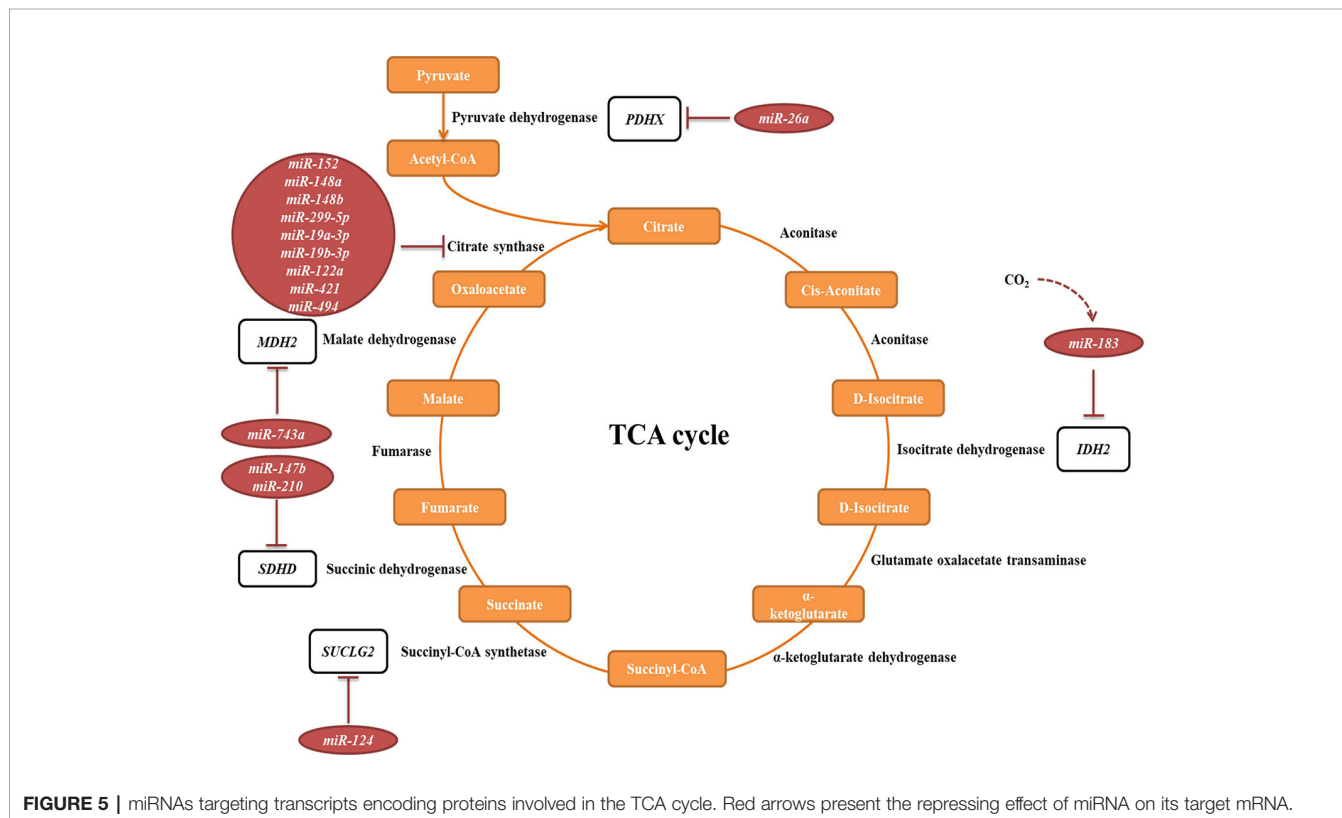 Pyruvate
Pyruvate dehydrogenase
PDHX
miR-26a
Acetyl-CoA
miR-152
miR-148a
miR-148b
miR-299-5p
miR-19a-3p
miR-19b-3p
miR-122a
miR-421
miR-494
Citrate synthase
Citrate
Aconitase
Oxaloacetate
Cis-Aconitate
CO₂
MDH2
Malate dehydrogenase
Aconitase
miR-183
Malate
D-Isocitrate
miR-743a
TCA cycle
Fumarase
Isocitrate dehydrogenase
IDH2
miR-147b
miR-210
Fumarate
D-Isocitrate
SDHD
Succinic dehydrogenase
Glutamate oxalacetate transaminase
Succinate
α-
ketoglutarate
SUCLG2
Succinyl-CoA synthetase
Succinyl-CoA
α-ketoglutarate dehydrogenase
miR-124
FIGURE 5 | miRNAs targeting transcripts encoding proteins involved in the TCA cycle. Red arrows present the repressing effect of miRNA on its target mRNA.